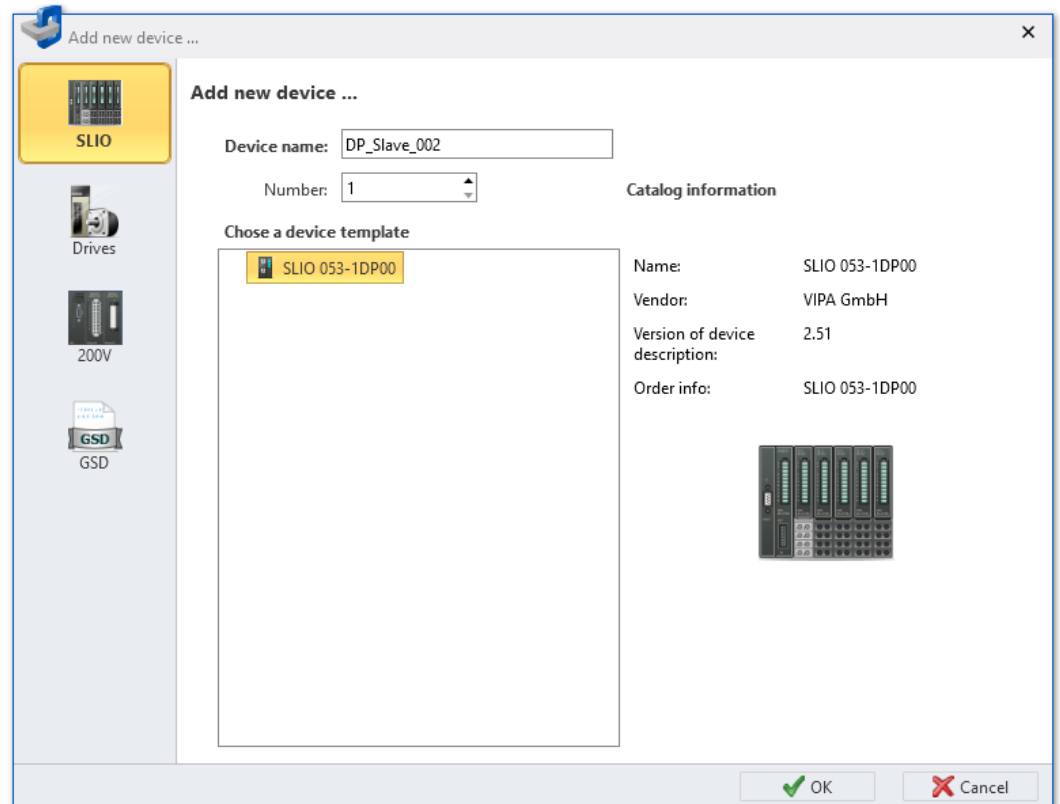 Add new device ...
SLIO
Drives
200V
GSD
GSD
Add new device ...
Device name: DP_Slave_002
Number: 1
Catalog information
Chose a device template
SLIO 053-1DP00
Name: SLIO 053-1DP00
Vendor: VIPA GmbH
Version of device 2.51
description:
Order info: SLIO 053-1DP00
OK
Cancel